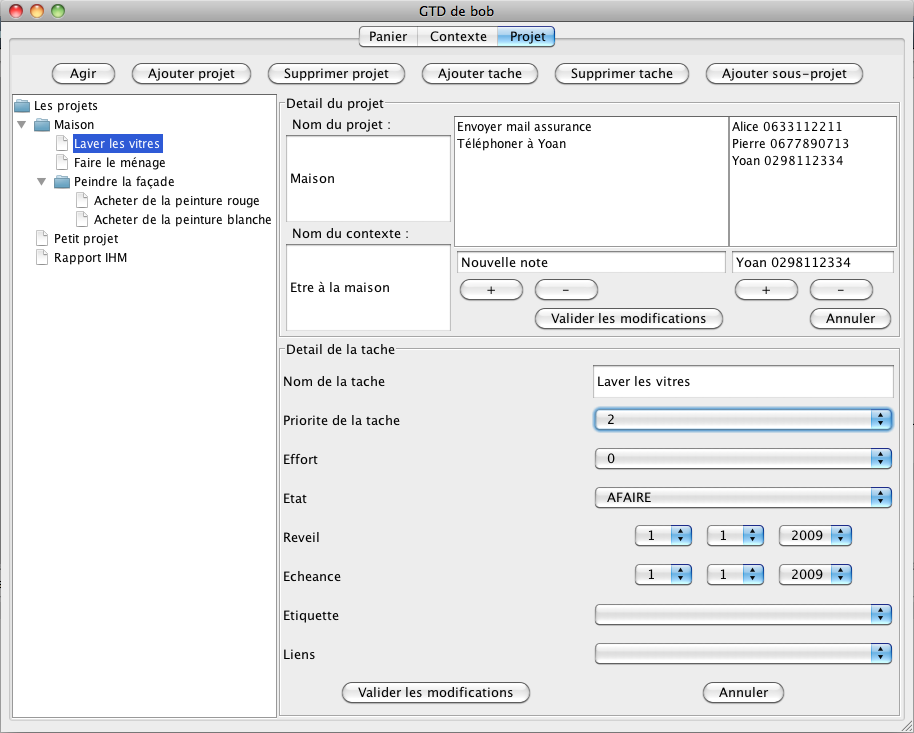 GTD de bob
Panier Contexte Projet
Agir Ajouter projet Supprimer projet Ajouter tache Supprimer tache Ajouter sous-projet
Les projets
Maison
Laver les vitres
Faire le ménage
Peindre la façade
Acheter de la peinture rouge
Acheter de la peinture blanche
Petit projet
Rapport IHM
Detail du projet
Nom du projet :
Maison
Nom du contexte :
Etre à la maison
Envoyer mail assurance
Téléphoner à Yoan
Alice 0633112211
Pierre 0677890713
Yoan 0298112334
Nouvelle note
Yoan 0298112334
+ - + -
Valider les modifications Annuler
Detail de la tache
Nom de la tache Laver les vitres
Priorite de la tache 2
Effort 0
Etat AFAIRE
Reveil 1 1 2009
Echeance 1 1 2009
Etiquette
Liens
Valider les modifications Annuler